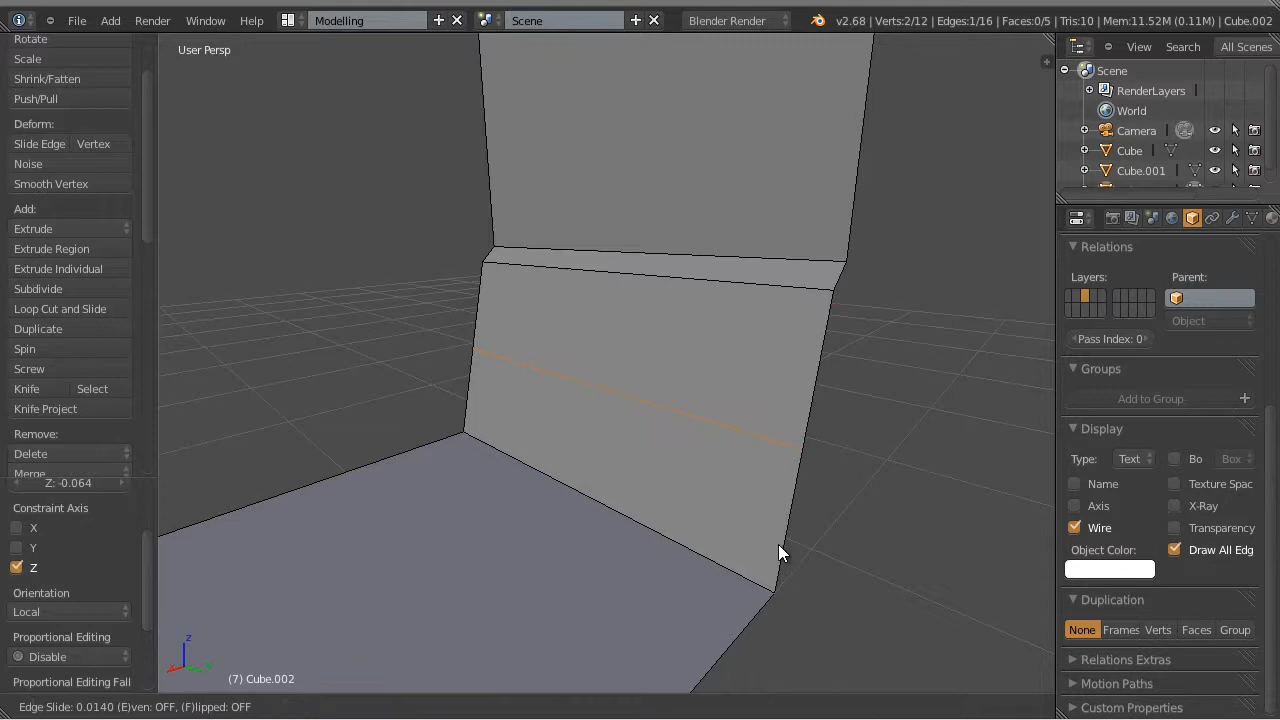 File Add Render Window Help Modelling Scene Blender Render v2.68 | Verts:2/12 | Edges:1/16 | Faces:0/5 | Tris:10 | Mem:11.52M (0.11M) | Cube.002
Rotate
Scale
Shrink/Fatten
Push/Pull
Deform:
Slide Edge Vertex
Noise
Smooth Vertex
Add:
Extrude
Extrude Region
Extrude Individual
Subdivide
Loop Cut and Slide
Duplicate
Spin
Screw
Knife Select
Knife Project
Remove:
Delete
Merge
Z: -0.064
Constraint Axis
X
Y
Z
Orientation
Local
Proportional Editing
Disable
Proportional Editing Fall
User Persp
z
x
y
(7) Cube.002
Edge Slide: 0.0140 (E)ven: OFF, (F)lipped: OFF
View Search All Scenes
Scene
RenderLayers
World
Camera
Cube
Cube.001
Relations
Layers: Parent:
Object
Pass Index: 0
Groups
Add to Group
Display
Type: Text Bo Box
Name Texture Spac
Axis X-Ray
Wire Transparency
Object Color: Draw All Edg
Duplication
None Frames Verts Faces Group
Relations Extras
Motion Paths
Custom Properties